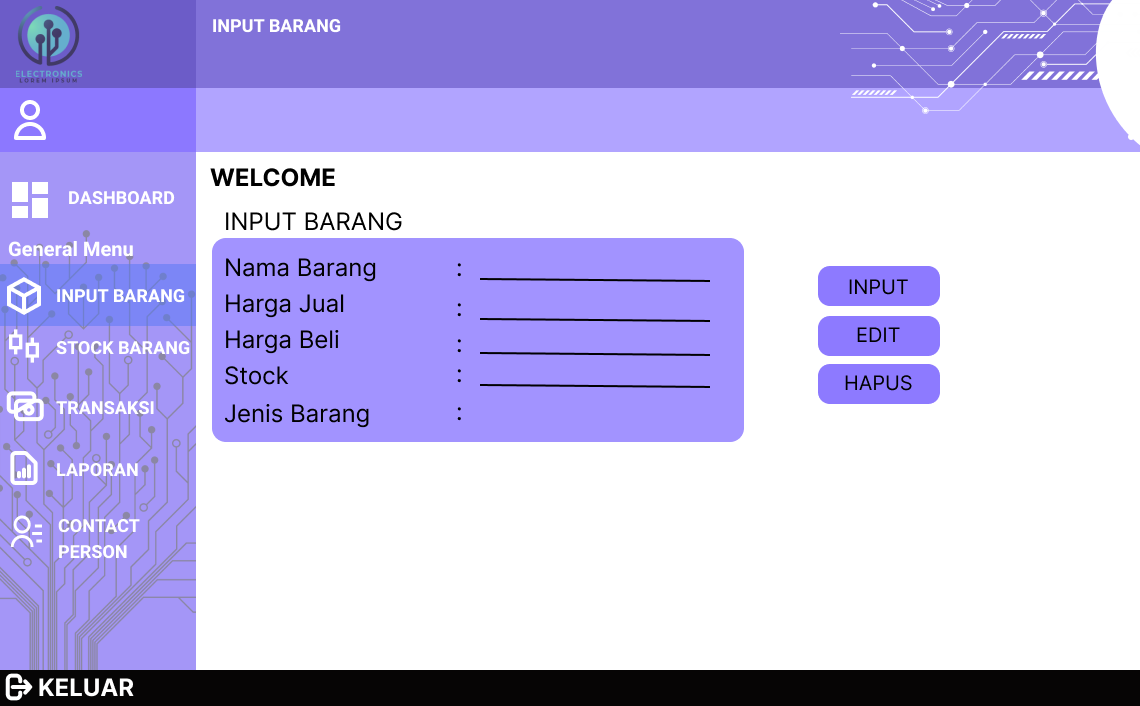 ELECTRONICS
LOREM IPSUM
INPUT BARANG
DASHBOARD
General Menu
INPUT BARANG
STOCK BARANG
TRANSAKSI
LAPORAN
CONTACT
PERSON
WELCOME
INPUT BARANG
Nama Barang :
Harga Jual :
Harga Beli :
Stock :
Jenis Barang :
INPUT
EDIT
HAPUS
KELUAR